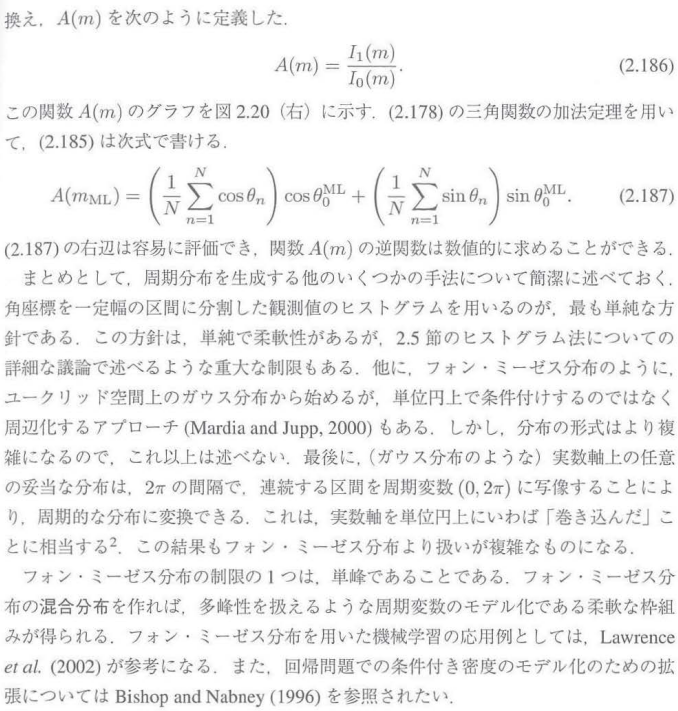 換え，A(m) を次のように定義した．
A(m) = I₁(m) / I₀(m). (2.186)
この関数 A(m) のグラフを図 2.20（右）に示す．(2.178) の三角関数の加法定理を用い
て，(2.185) は次式で書ける．
A(m_ML) = ( 1/N ∑_{n=1}^{N} cos θ_n ) cos θ₀^ML + ( 1/N ∑_{n=1}^{N} sin θ_n ) sin θ₀^ML. (2.187)
(2.187) の右辺は容易に評価でき，関数 A(m) の逆関数は数値的に求めることができる．
まとめとして，周期分布を生成する他のいくつかの手法について簡潔に述べておく．
角座標を一定幅の区間に分割した観測値のヒストグラムを用いるのが，最も単純な方
針である．この方針は，単純で柔軟性があるが，2.5 節のヒストグラム法についての
詳細な議論で述べるような重大な制限もある．他に，フォン・ミーゼス分布のように，
ユークリッド空間上のガウス分布から始めるが，単位円上で条件付けするのではなく
周辺化するアプローチ (Mardia and Jupp, 2000) もある．しかし，分布の形式はより複
雑になるので，これ以上は述べない．最後に，（ガウス分布のような）実数軸上の任意
の妥当な分布は，2π の間隔で，連続する区間を周期変数 (0, 2π) に写像することによ
り，周期的な分布に変換できる．これは，実数軸を単位円上にいわば「巻き込んだ」こ
とに相当する²．この結果もフォン・ミーゼス分布より扱いが複雑なものになる．
フォン・ミーゼス分布の制限の 1 つは，単峰であることである．フォン・ミーゼス分
布の混合分布を作れば，多峰性を扱えるような周期変数のモデル化である柔軟な枠組
みが得られる．フォン・ミーゼス分布を用いた機械学習の応用例としては，Lawrence
et al. (2002) が参考になる．また，回帰問題での条件付き密度のモデル化のための拡
張については Bishop and Nabney (1996) を参照されたい．